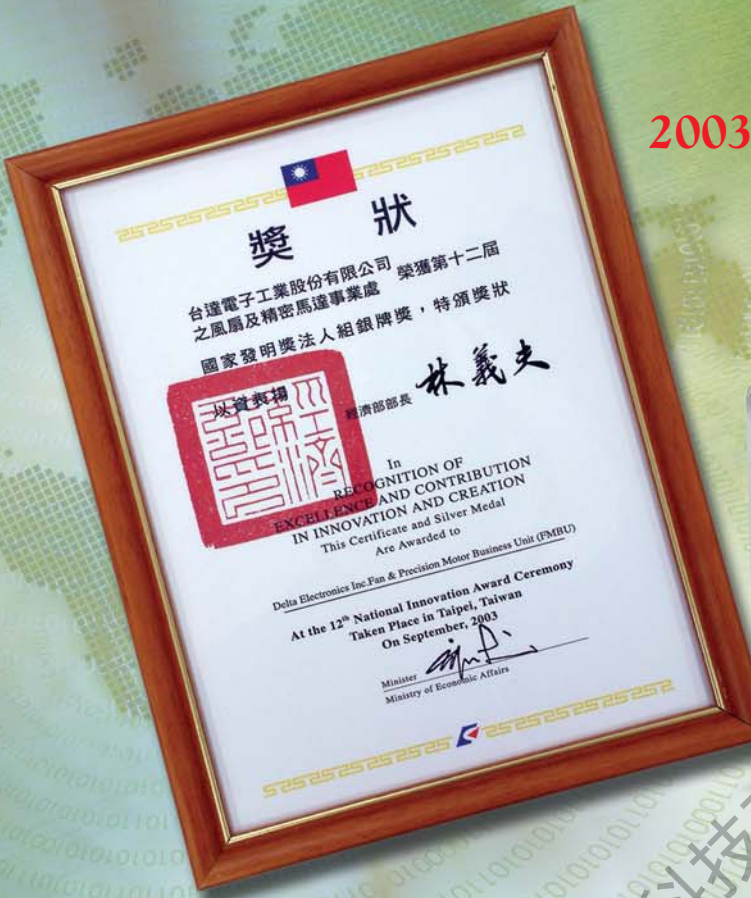 2003
獎 狀
台達電子工業股份有限公司
之風扇及精密馬達事業處 榮獲第十二屆
國家發明獎法人組銀牌獎,特頒獎狀
以資表揚
經濟部部長 林義夫
In
RECOGNITION OF
EXCELLENCE AND CONTRIBUTION
IN INNOVATION AND CREATION
This Certificate and Silver Medal
Are Awarded to
Delta Electronics Inc.Fan & Precision Motor Business Unit (FMBU)
At the 12th National Innovation Award Ceremony
Taken Place in Taipei, Taiwan
On September, 2003
Minister
Ministry of Economic Affairs
科技